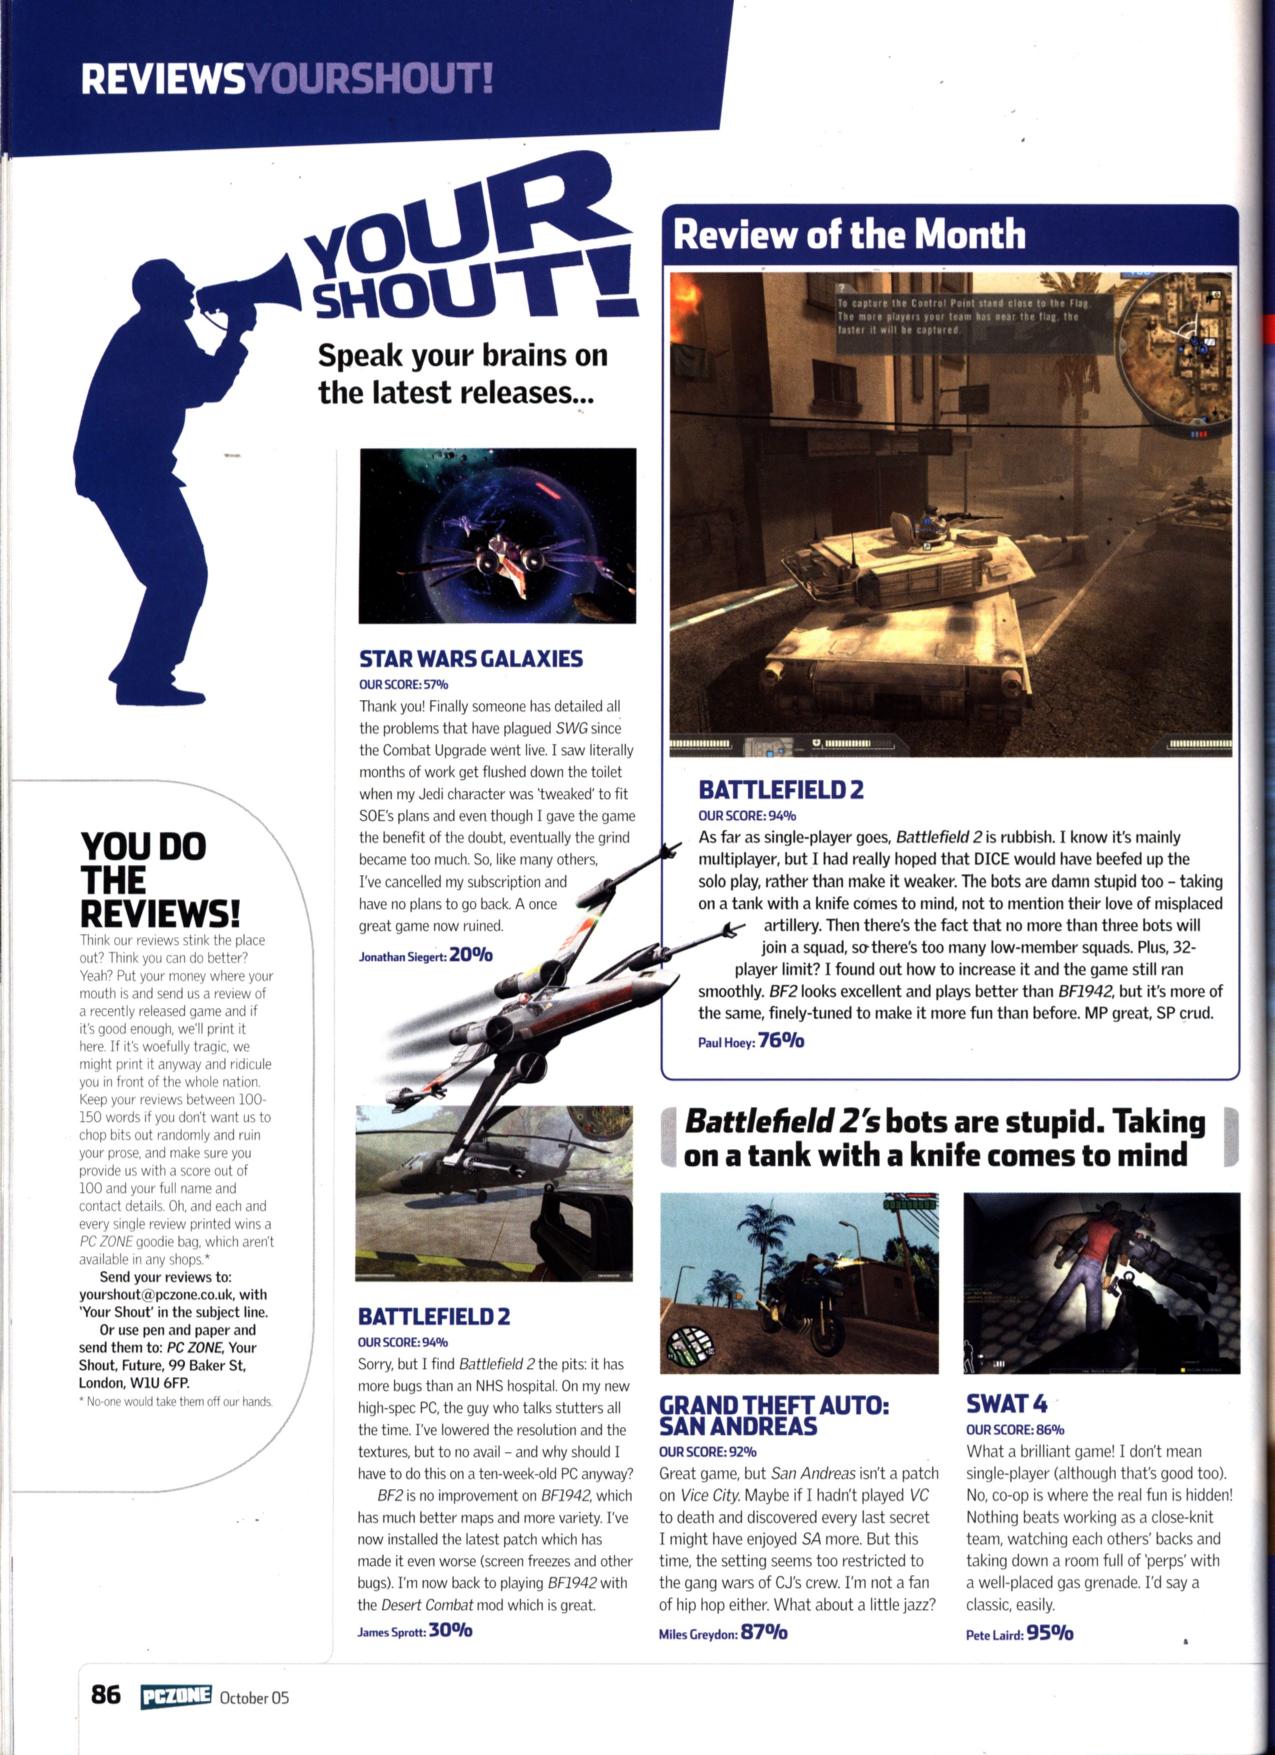 REVIEWSYOURSHOUT!
YOUR
SHOUT!
Speak your brains on
the latest releases...
STAR WARS GALAXIES
OUR SCORE: 57%
Thank you! Finally someone has detailed all
the problems that have plagued SWG since
the Combat Upgrade went live. I saw literally
months of work get flushed down the toilet
when my Jedi character was 'tweaked' to fit
SOE's plans and even though I gave the game
the benefit of the doubt, eventually the grind
became too much. So, like many others,
I've cancelled my subscription and
have no plans to go back. A once
great game now ruined.
Jonathan Siegert: 20%
Review of the Month
?
To capture the Control Point stand close to the Flag.
The more players your team has near the flag, the
faster it will be captured.
BATTLEFIELD 2
OUR SCORE: 94%
As far as single-player goes, Battlefield 2 is rubbish. I know it's mainly
multiplayer, but I had really hoped that DICE would have beefed up the
solo play, rather than make it weaker. The bots are damn stupid too – taking
on a tank with a knife comes to mind, not to mention their love of misplaced
artillery. Then there's the fact that no more than three bots will
join a squad, so there's too many low-member squads. Plus, 32-
player limit? I found out how to increase it and the game still ran
smoothly. BF2 looks excellent and plays better than BF1942, but it's more of
the same, finely-tuned to make it more fun than before. MP great, SP crud.
Paul Hoey: 76%
YOU DO
THE
REVIEWS!
Think our reviews stink the place
out? Think you can do better?
Yeah? Put your money where your
mouth is and send us a review of
a recently released game and if
it's good enough, we'll print it
here. If it's woefully tragic, we
might print it anyway and ridicule
you in front of the whole nation.
Keep your reviews between 100-
150 words if you don't want us to
chop bits out randomly and ruin
your prose, and make sure you
provide us with a score out of
100 and your full name and
contact details. Oh, and each and
every single review printed wins a
PC ZONE goodie bag, which aren't
available in any shops.*
Send your reviews to:
yourshout@pczone.co.uk, with
'Your Shout' in the subject line.
Or use pen and paper and
send them to: PC ZONE, Your
Shout, Future, 99 Baker St,
London, W1U 6FP.
* No-one would take them off our hands.
BATTLEFIELD 2
OUR SCORE: 94%
Sorry, but I find Battlefield 2 the pits: it has
more bugs than an NHS hospital. On my new
high-spec PC, the guy who talks stutters all
the time. I've lowered the resolution and the
textures, but to no avail – and why should I
have to do this on a ten-week-old PC anyway?
BF2 is no improvement on BF1942, which
has much better maps and more variety. I've
now installed the latest patch which has
made it even worse (screen freezes and other
bugs). I'm now back to playing BF1942 with
the Desert Combat mod which is great.
James Sprott: 30%
Battlefield 2's bots are stupid. Taking
on a tank with a knife comes to mind
GRAND THEFT AUTO:
SAN ANDREAS
OUR SCORE: 92%
Great game, but San Andreas isn't a patch
on Vice City. Maybe if I hadn't played VC
to death and discovered every last secret
I might have enjoyed SA more. But this
time, the setting seems too restricted to
the gang wars of CJ's crew. I'm not a fan
of hip hop either. What about a little jazz?
Miles Greydon: 87%
SWAT 4
OUR SCORE: 86%
What a brilliant game! I don't mean
single-player (although that's good too).
No, co-op is where the real fun is hidden!
Nothing beats working as a close-knit
team, watching each others' backs and
taking down a room full of 'perps' with
a well-placed gas grenade. I'd say a
classic, easily.
Pete Laird: 95%
86 PCZONE October 05